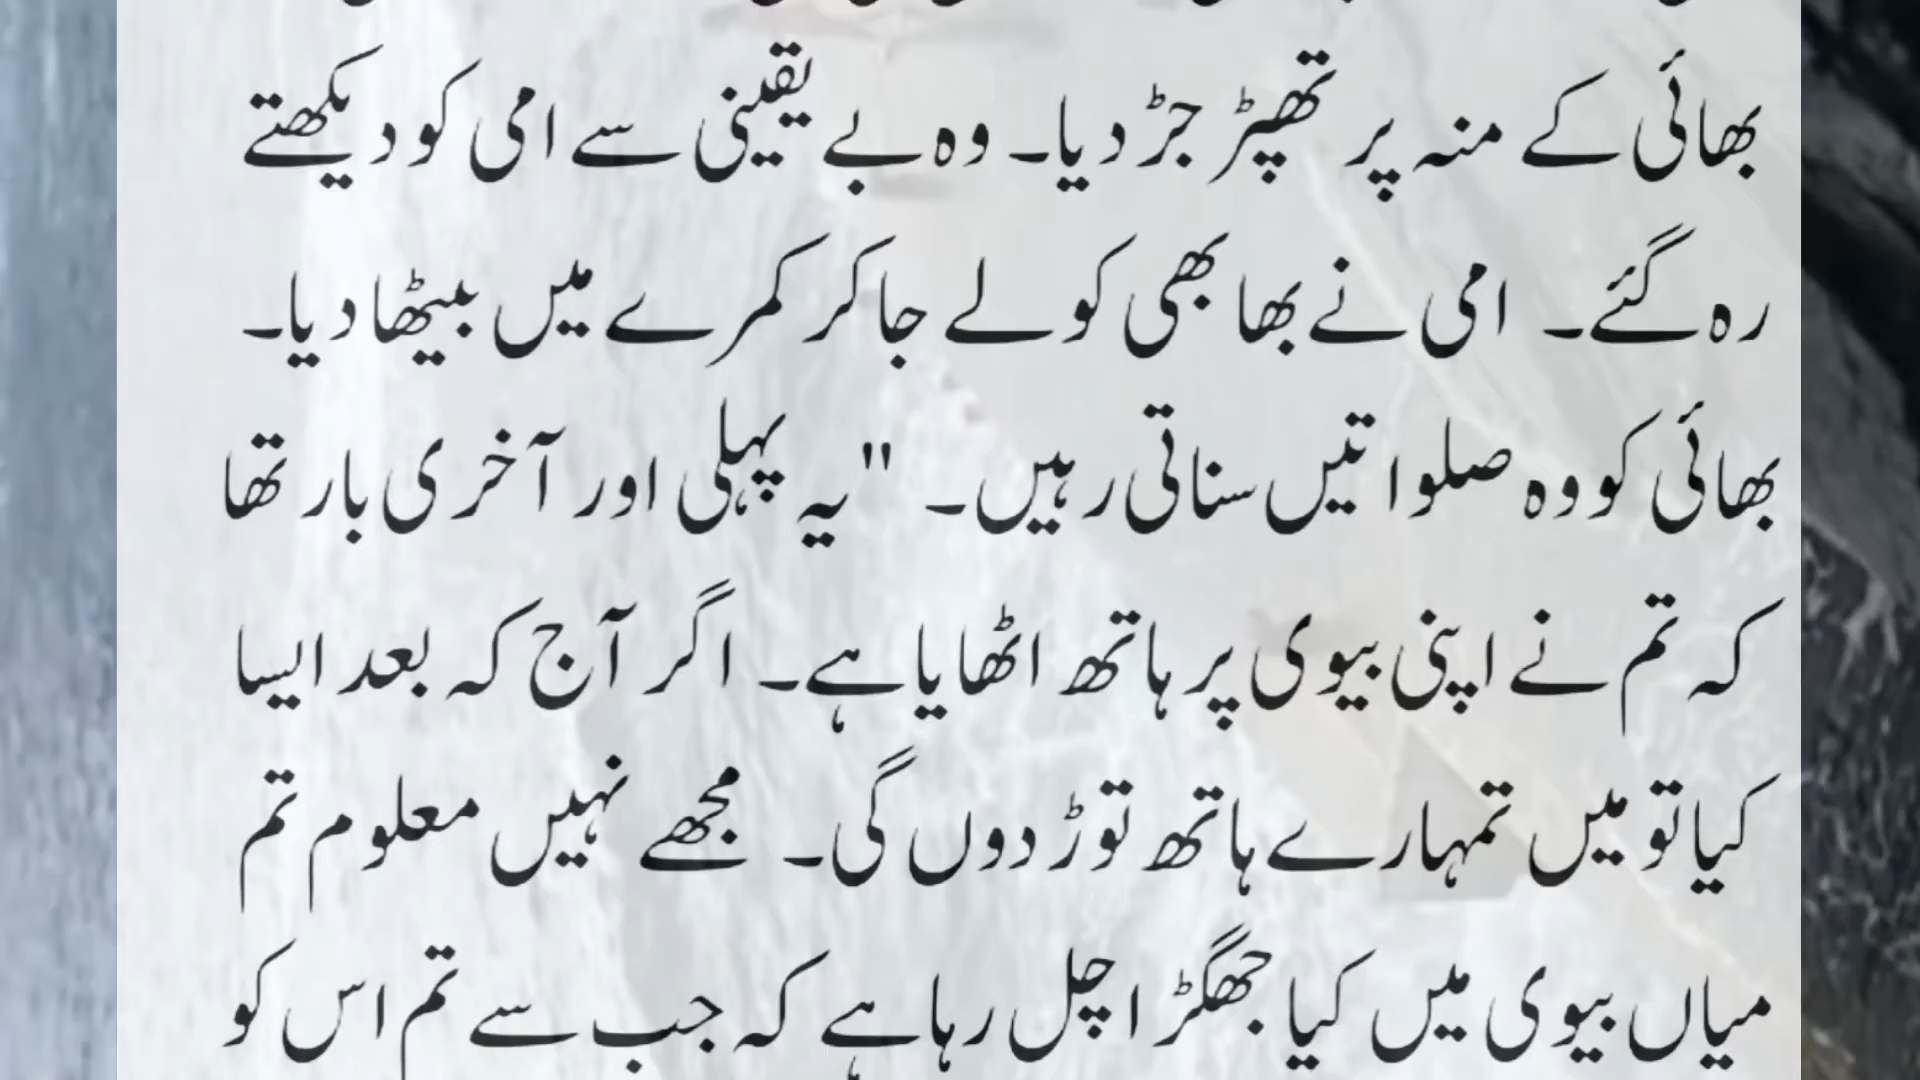 بھائی کے منہ پر تھپڑ جڑ دیا۔ وہ بے یقینی سے امی کو دیکھتے
رہ گئے۔ امی نے بھابھی کو لے جا کر کمرے میں بیٹھا دیا۔
بھائی کو وہ صلواتیں سناتی رہیں۔ "یہ پہلی اور آخری بار تھا
کہ تم نے اپنی بیوی پر ہاتھ اٹھایا ہے۔ اگر آج کہ بعد ایسا
کیا تو میں تمہارے ہاتھ توڑ دوں گی۔ مجھے نہیں معلوم تم
میاں بیوی میں کیا جھگڑا چل رہا ہے کہ جب سے تم اس کو